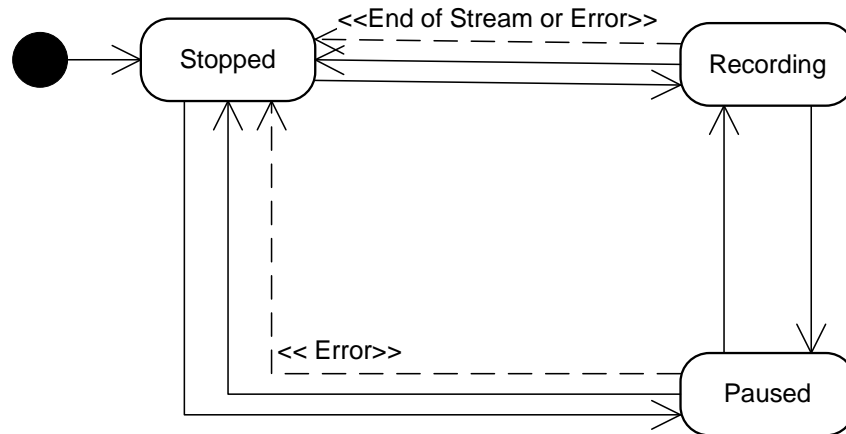 <<End of Stream or Error>>
Stopped
Recording
<< Error>>
Paused